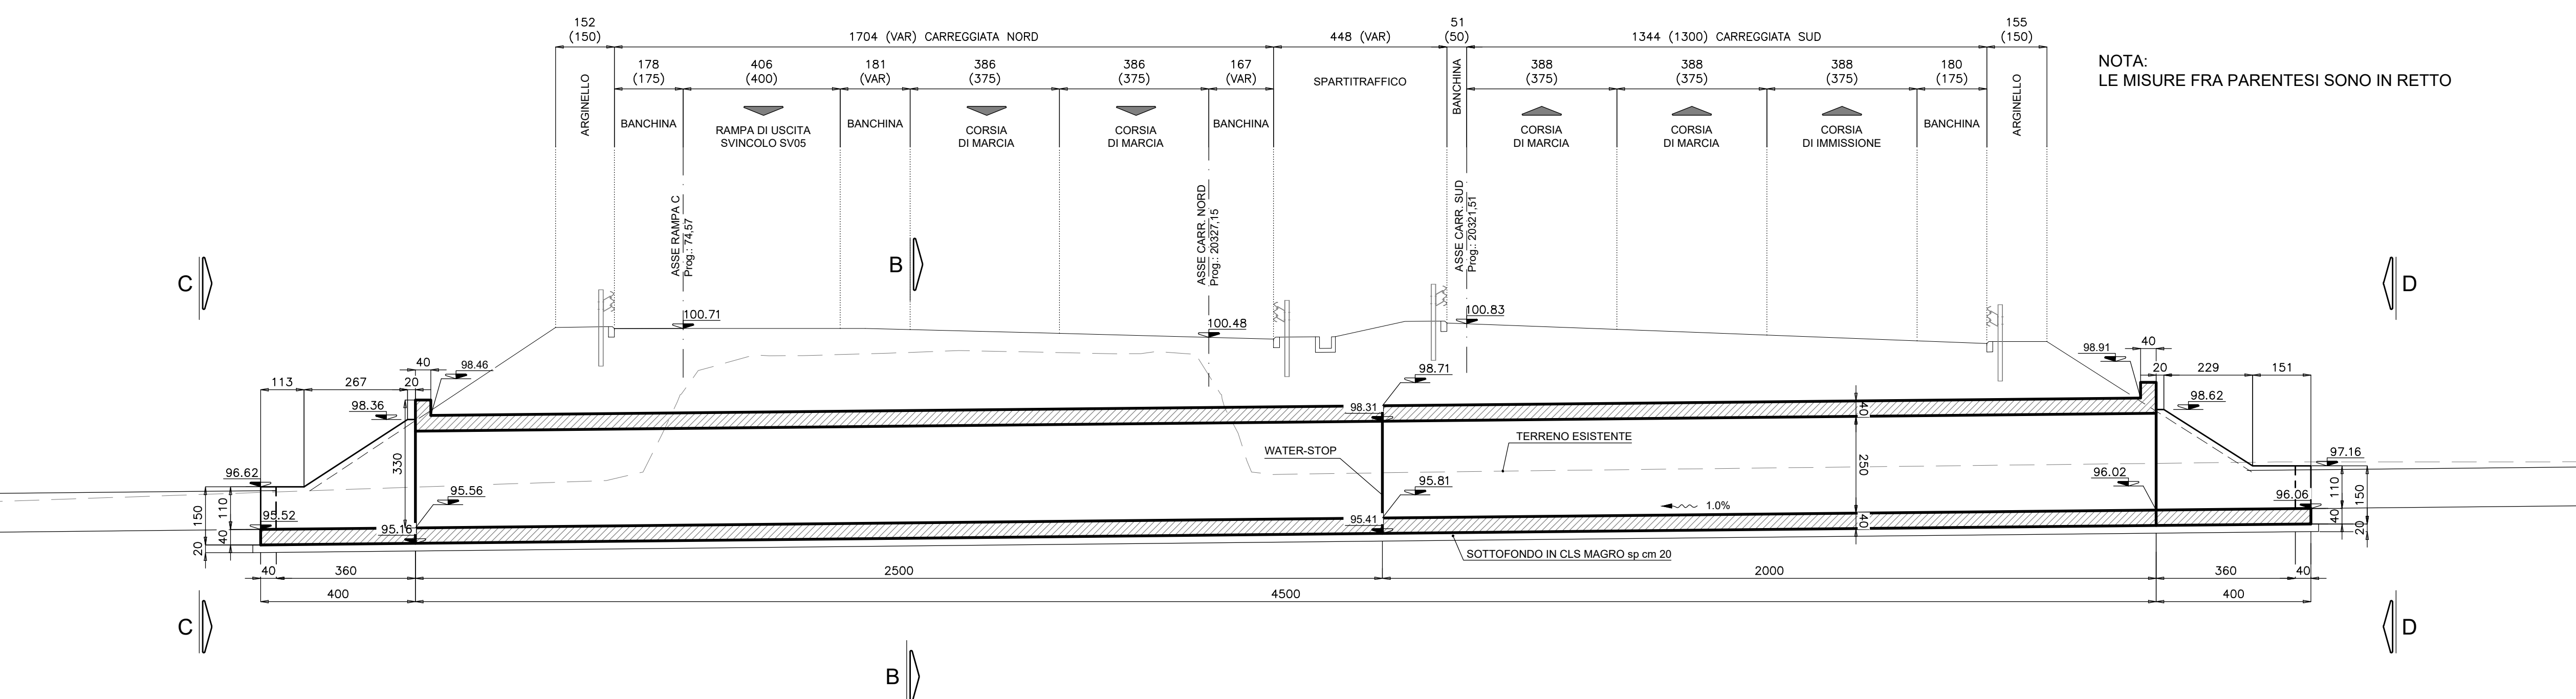 152
(150)
1704 (VAR) CARREGGIATA NORD
448 (VAR)
51
(50)
1344 (1300) CARREGGIATA SUD
155
(150)
NOTA:
LE MISURE FRA PARENTESI SONO IN RETTO
ARGINELLO
178
(175)
406
(400)
181
(VAR)
386
(375)
386
(375)
167
(VAR)
SPARTITRAFFICO
BANCHINA
388
(375)
388
(375)
388
(375)
180
(175)
ARGINELLO
BANCHINA
RAMPA DI USCITA
SVINCOLO SV05
BANCHINA
CORSIA
DI MARCIA
CORSIA
DI MARCIA
BANCHINA
CORSIA
DI MARCIA
CORSIA
DI MARCIA
CORSIA
DI IMMISSIONE
BANCHINA
ASSE RAMPA C
Prog.: 74,57
ASSE CARR. NORD
Prog.: 20327,15
ASSE CARR. SUD
Prog.: 20321,51
C
B
D
100.71
100.48
100.83
40
98.46
98.71
98.91
40
113
267
20
20
229
151
98.36
98.31
40
98.62
TERRENO ESISTENTE
WATER-STOP
330
250
96.62
97.16
95.56
95.81
96.02
150
110
95.52
95.16
95.41
1.0%
96.06
110
150
40
20
40
40
20
SOTTOFONDO IN CLS MAGRO sp cm 20
40
360
2500
2000
360
40
400
4500
400
C
D
B